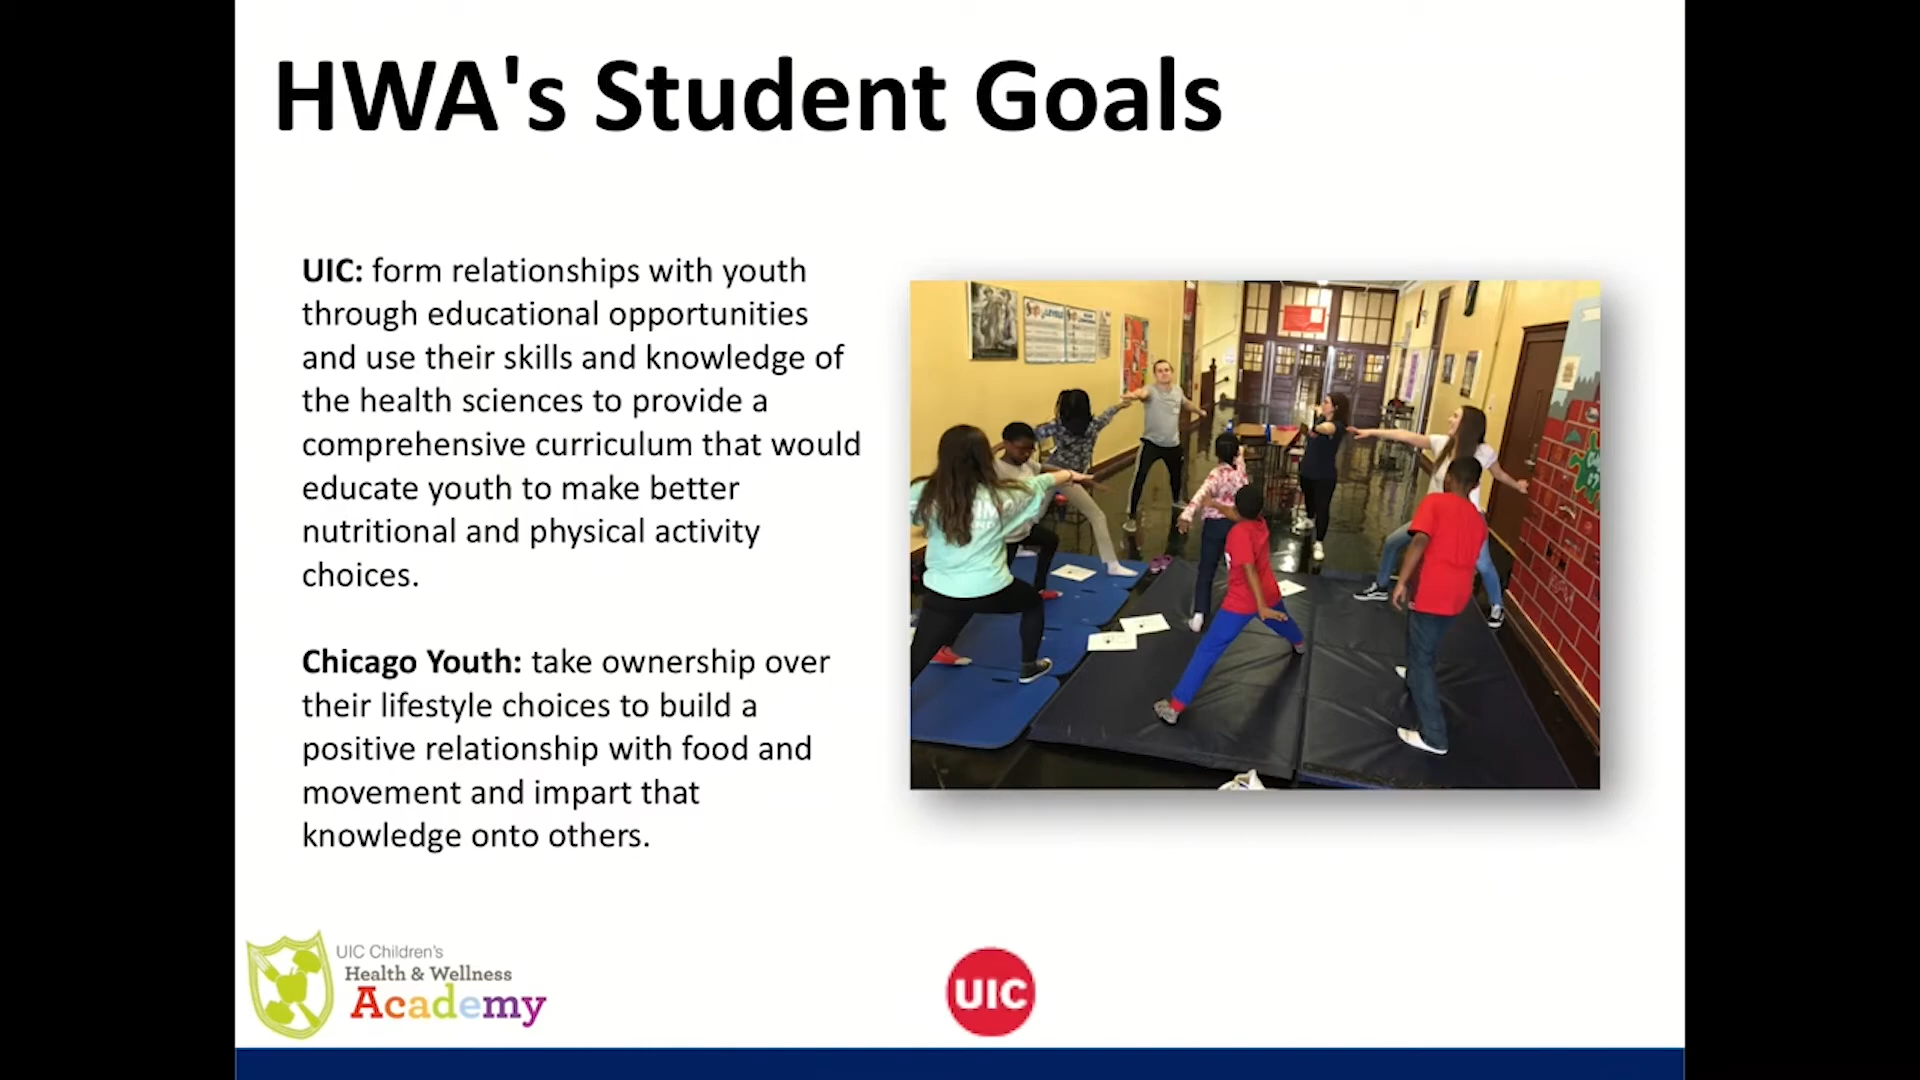 HWA's Student Goals
UIC: form relationships with youth
through educational opportunities
and use their skills and knowledge of
the health sciences to provide a
comprehensive curriculum that would
educate youth to make better
nutritional and physical activity
choices.
Chicago Youth: take ownership over
their lifestyle choices to build a
positive relationship with food and
movement and impart that
knowledge onto others.
UIC Children's
Health & Wellness
Academy
UIC